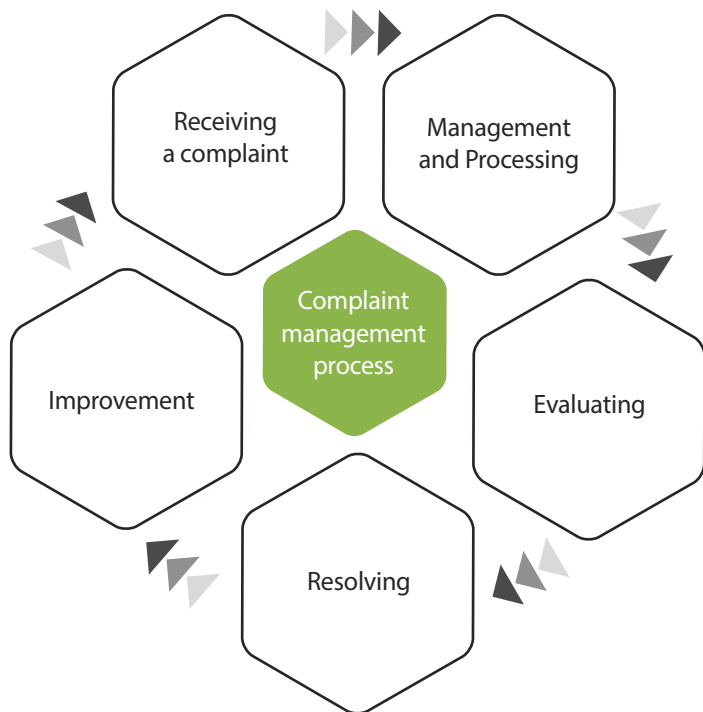 Receiving
a complaint
Management
and Processing
Complaint
management
process
Improvement
Evaluating
Resolving